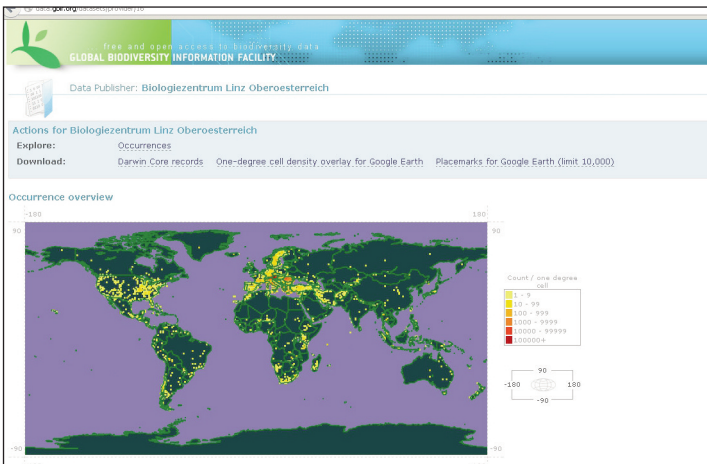 data.gbif.org/datasets/provider/16
free and open access to biodiversity data
GLOBAL BIODIVERSITY INFORMATION FACILITY
Data Publisher: Biologiezentrum Linz Oberoesterreich
Actions for Biologiezentrum Linz Oberoesterreich
Explore: Occurrences
Download: Darwin Core records One-degree cell density overlay for Google Earth Placemarks for Google Earth (limit 10,000)
Occurrence overview
-180 180
90 90
Count / one degree
cell
1 - 9
10 - 99
100 - 999
1000 - 9999
10000 - 99999
100000+
90
-180 180
-90
-90 -90